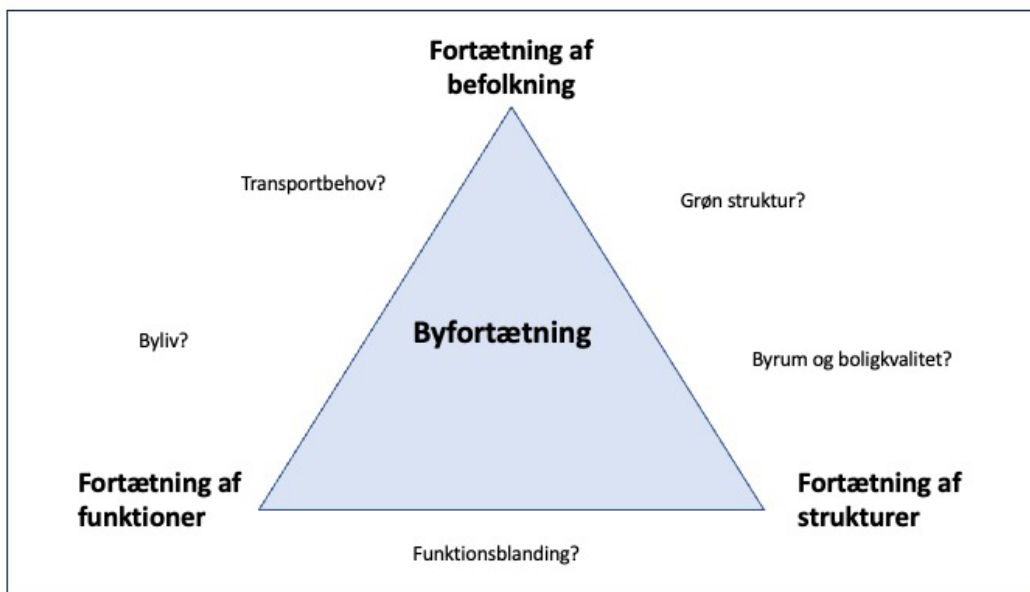 Fortætning af
befolkning
Transportbehov?
Grøn struktur?
Byfortætning
Byliv?
Byrum og boligkvalitet?
Fortætning af
funktioner
Fortætning af
strukturer
Funktionsblanding?